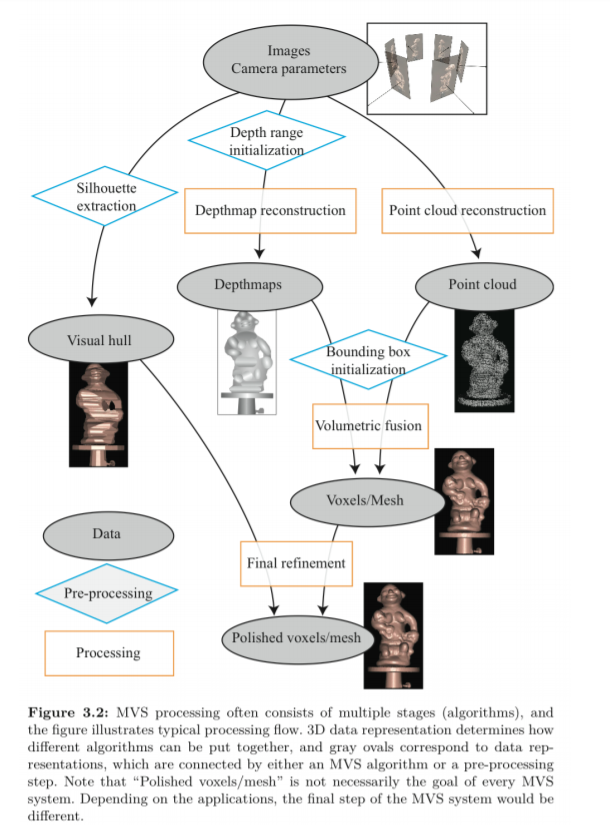 Images
Camera parameters
Depth range
initialization
Silhouette
extraction
Depthmap reconstruction
Point cloud reconstruction
Depthmaps
Point cloud
Visual hull
Bounding box
initialization
Volumetric fusion
Voxels/Mesh
Data
Final refinement
Pre-processing
Polished voxels/mesh
Processing
Figure 3.2: MVS processing often consists of multiple stages (algorithms), and
the figure illustrates typical processing flow. 3D data representation determines how
different algorithms can be put together, and gray ovals correspond to data rep-
resentations, which are connected by either an MVS algorithm or a pre-processing
step. Note that “Polished voxels/mesh” is not necessarily the goal of every MVS
system. Depending on the applications, the final step of the MVS system would be
different.